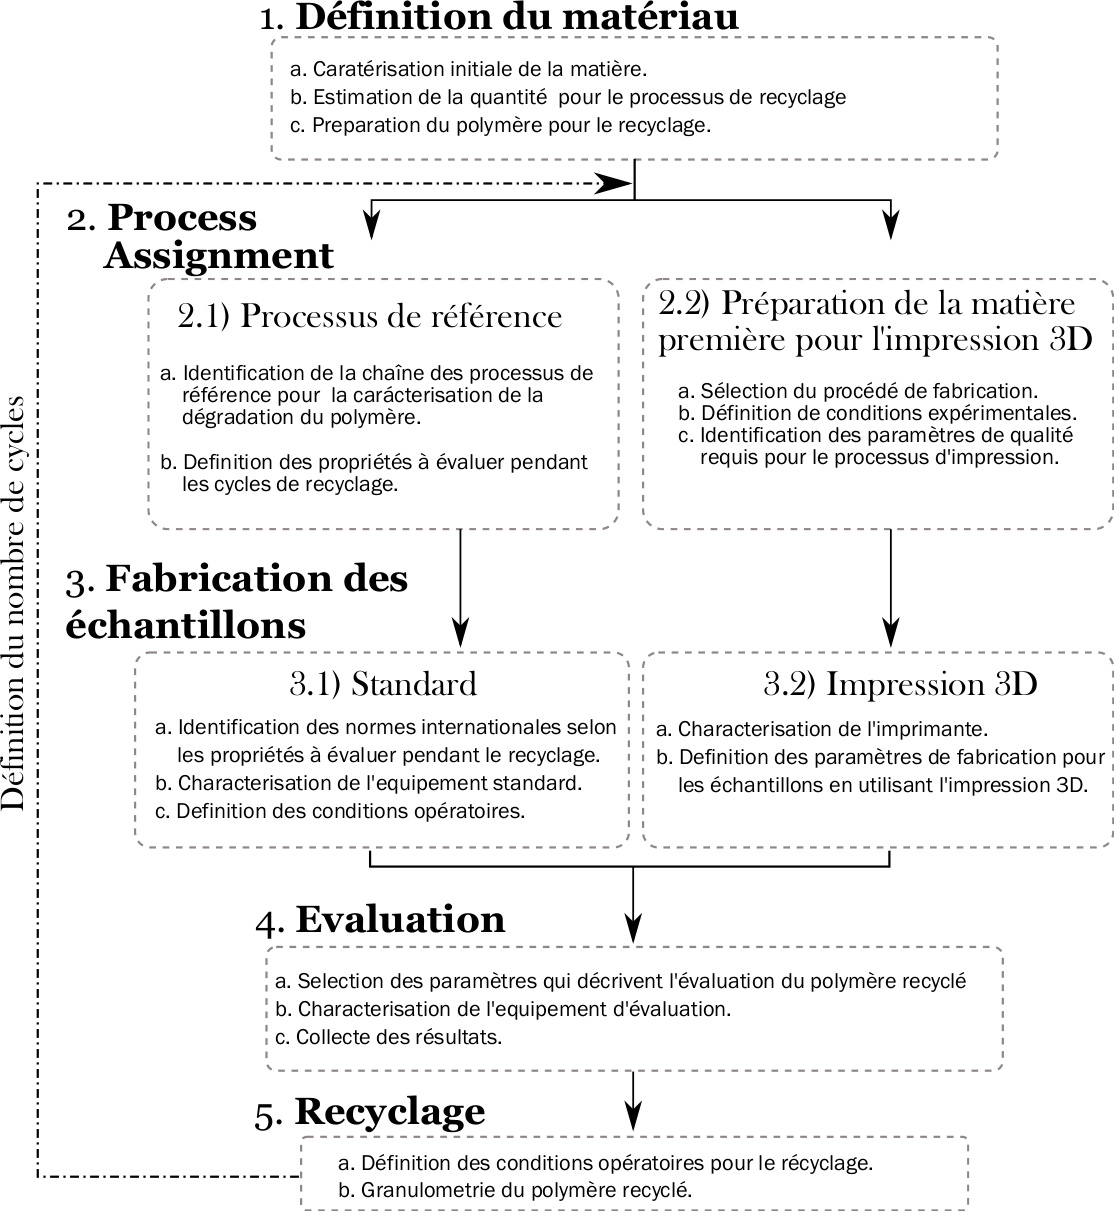 1. Définition du matériau
a. Caratérisation initiale de la matière.
b. Estimation de la quantité pour le processus de recyclage
c. Preparation du polymère pour le recyclage.
2. Process
Assignment
2.1) Processus de référence
a. Identification de la chaîne des processus de
référence pour la carácterisation de la
dégradation du polymère.
b. Definition des propriétés à évaluer pendant
les cycles de recyclage.
2.2) Préparation de la matière
première pour l'impression 3D
a. Sélection du procédé de fabrication.
b. Définition de conditions expérimentales.
c. Identification des paramètres de qualité
requis pour le processus d'impression.
Définition du nombre de cycles
3. Fabrication des
échantillons
3.1) Standard
a. Identification des normes internationales selon
les propriétés à évaluer pendant le recyclage.
b. Characterisation de l'equipement standard.
c. Definition des conditions opératoires.
3.2) Impression 3D
a. Characterisation de l'imprimante.
b. Definition des paramètres de fabrication pour
les échantillons en utilisant l'impression 3D.
4. Evaluation
a. Selection des paramètres qui décrivent l'évaluation du polymère recyclé
b. Characterisation de l'equipement d'évaluation.
c. Collecte des résultats.
5. Recyclage
a. Définition des conditions opératoires pour le récyclage.
b. Granulometrie du polymère recyclé.